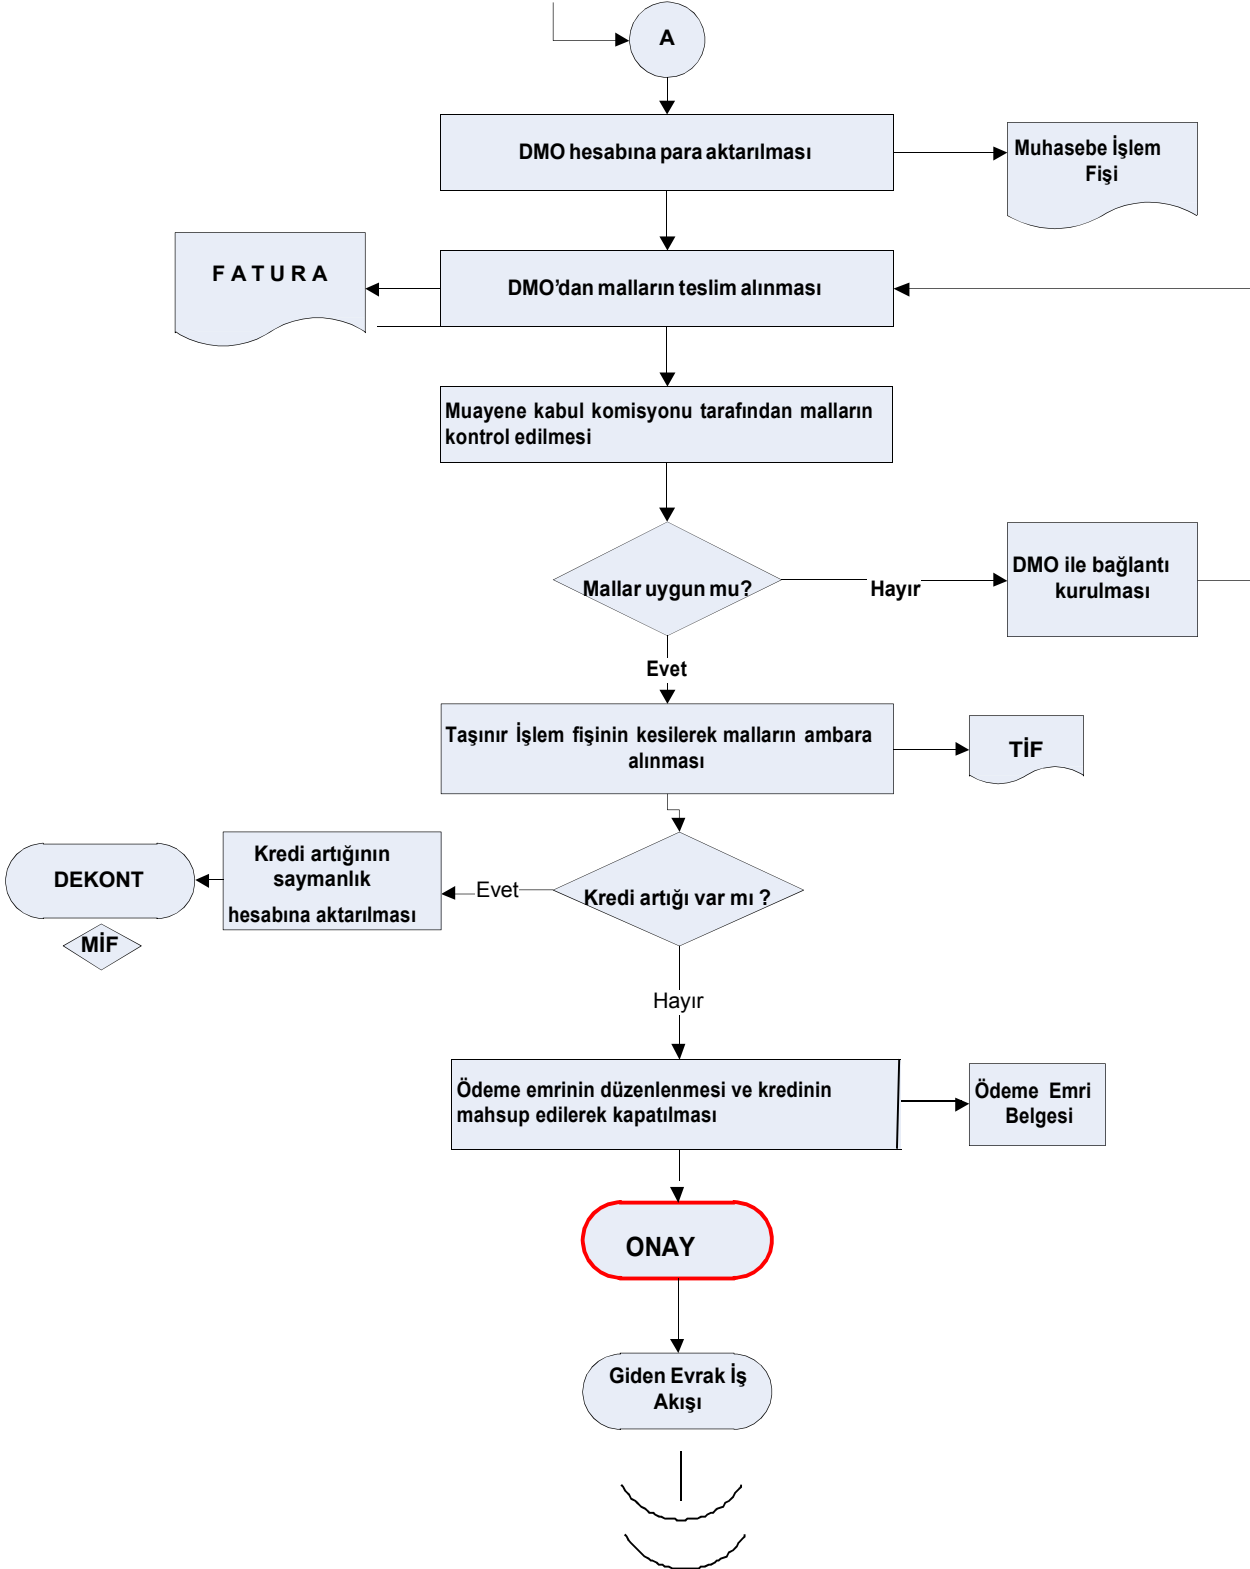 A
DMO hesabına para aktarılması
Muhasebe İşlem
Fişi
F A T U R A
DMO'dan malların teslim alınması
Muayene kabul komisyonu tarafından malların
kontrol edilmesi
Mallar uygun mu?
Hayır
DMO ile bağlantı
kurulması
Evet
Taşınır İşlem fişinin kesilerek malların ambara
alınması
TİF
DEKONT
MİF
Kredi artığının
saymanlık
hesabına aktarılması
Evet
Kredi artığı var mı ?
Hayır
Ödeme emrinin düzenlenmesi ve kredinin
mahsup edilerek kapatılması
Ödeme Emri
Belgesi
ONAY
Giden Evrak İş
Akışı